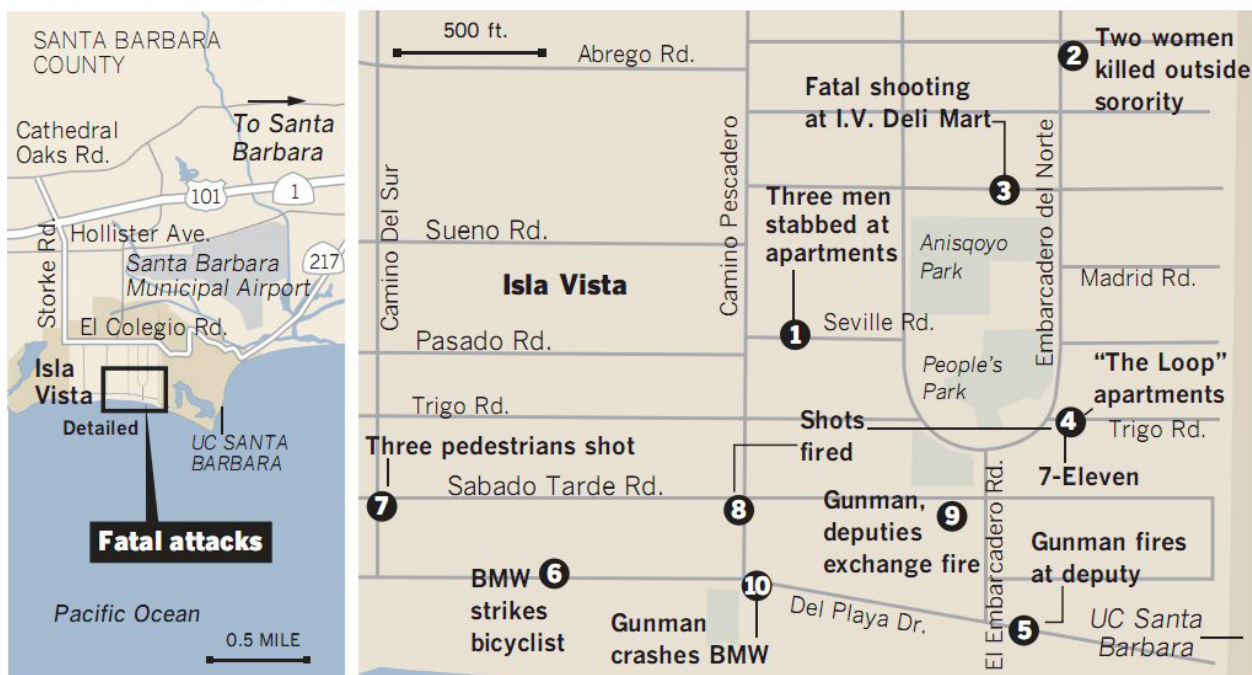 SANTA BARBARA
COUNTY
To Santa
Barbara
Cathedral
Oaks Rd.
101
1
Storke Rd.
Hollister Ave.
Santa Barbara
Municipal Airport
217
El Colegio Rd.
Isla
Vista
Detailed
UC SANTA
BARBARA
Fatal attacks
Pacific Ocean
0.5 MILE
500 ft.
Abrego Rd.
2
Two women
killed outside
sorority
Fatal shooting
at I.V. Deli Mart
3
Camino Del Sur
Camino Pescadero
Embarcadero del Norte
Three men
stabbed at
apartments
1
Sueno Rd.
Anisqoyo
Park
Isla Vista
Madrid Rd.
Seville Rd.
Pasado Rd.
People's
Park
"The Loop"
apartments
4
Trigo Rd.
Trigo Rd.
Shots
fired
7-Eleven
Three pedestrians shot
7
Sabado Tarde Rd.
8
Gunman,
deputies
exchange fire
9
El Embarcadero Rd.
Gunman fires
at deputy
5
BMW
strikes
bicyclist
6
10
Gunman
crashes BMW
Del Playa Dr.
UC Santa
Barbara